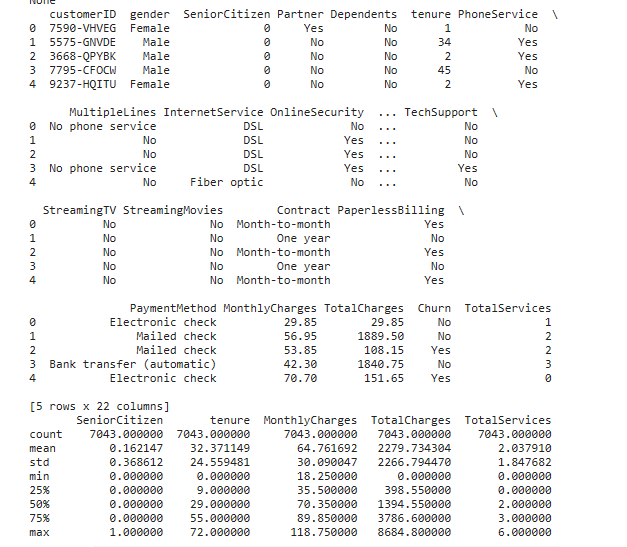 None
customerID gender SeniorCitizen Partner Dependents tenure PhoneService \
0 7590-VHVEG Female 0 Yes No 1 No
1 5575-GNVDE Male 0 No No 34 Yes
2 3668-QPYBK Male 0 No No 2 Yes
3 7795-CFOCW Male 0 No No 45 No
4 9237-HQITU Female 0 No No 2 Yes
MultipleLines InternetService OnlineSecurity ... TechSupport \
0 No phone service DSL No ... No
1 No DSL Yes ... No
2 No DSL Yes ... No
3 No phone service DSL Yes ... Yes
4 No Fiber optic No ... No
StreamingTV StreamingMovies Contract PaperlessBilling \
0 No No Month-to-month Yes
1 No No One year No
2 No No Month-to-month Yes
3 No No One year No
4 No No Month-to-month Yes
PaymentMethod MonthlyCharges TotalCharges Churn TotalServices
0 Electronic check 29.85 29.85 No 1
1 Mailed check 56.95 1889.50 No 2
2 Mailed check 53.85 108.15 Yes 2
3 Bank transfer (automatic) 42.30 1840.75 No 3
4 Electronic check 70.70 151.65 Yes 0
[5 rows x 22 columns]
SeniorCitizen tenure MonthlyCharges TotalCharges TotalServices
count 7043.000000 7043.000000 7043.000000 7043.000000 7043.000000
mean 0.162147 32.371149 64.761692 2279.734304 2.037910
std 0.368612 24.559481 30.090047 2266.794470 1.847682
min 0.000000 0.000000 18.250000 0.000000 0.000000
25% 0.000000 9.000000 35.500000 398.550000 0.000000
50% 0.000000 29.000000 70.350000 1394.550000 2.000000
75% 0.000000 55.000000 89.850000 3786.600000 3.000000
max 1.000000 72.000000 118.750000 8684.800000 6.000000